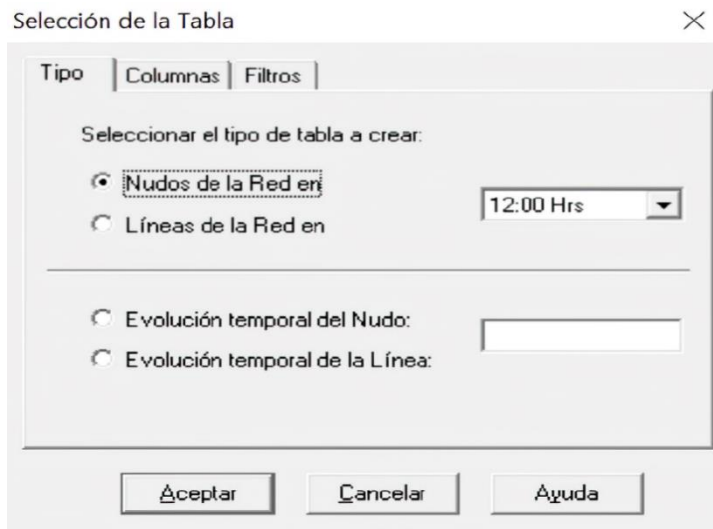 Selección de la Tabla
Tipo Columnas Filtros
Seleccionar el tipo de tabla a crear:
Nudos de la Red en
12:00 Hrs
Líneas de la Red en
Evolución temporal del Nudo:
Evolución temporal de la Línea:
Aceptar Cancelar Ayuda